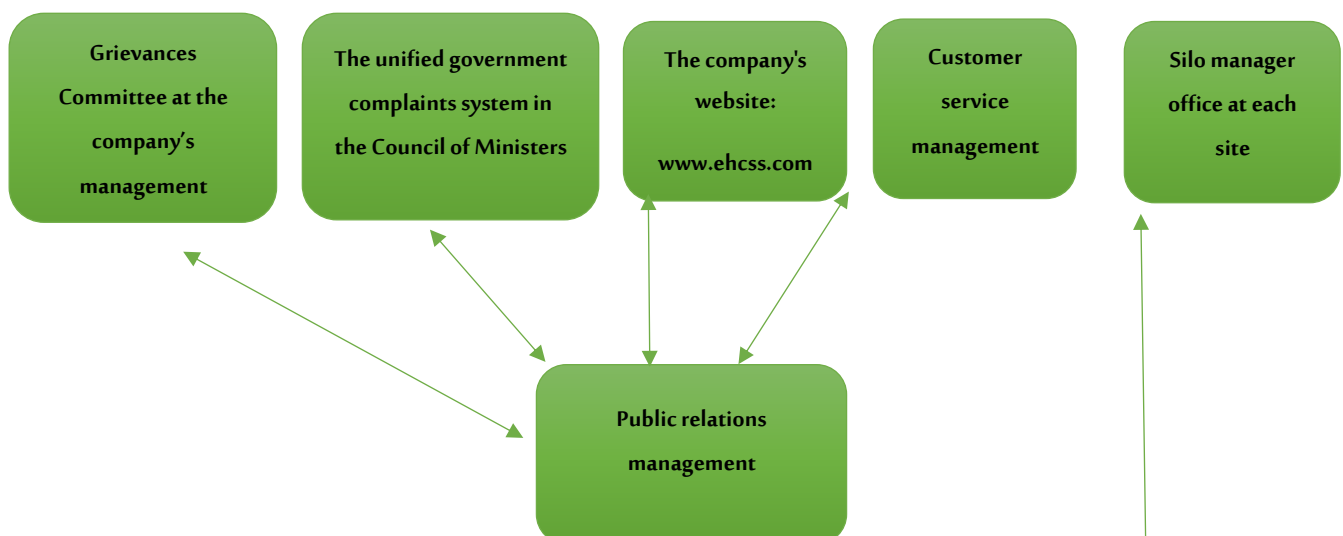 Grievances
Committee at the
company’s
management
The unified government
complaints system in
the Council of Ministers
The company's
website:
www.ehcss.com
Customer
service
management
Silo manager
office at each
site
Public relations
management